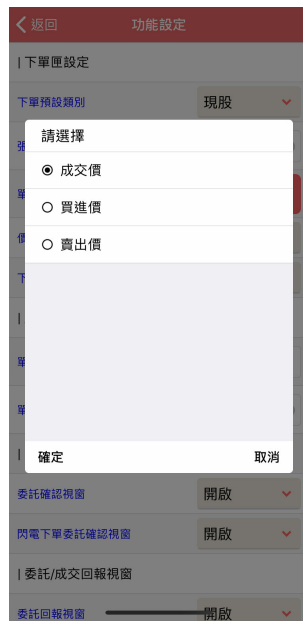 返回
功能設定
| 下單匣設定
下單預設類別
現股
請選擇
成交價
買進價
賣出價
確定
取消
委託確認視窗
開啟
閃電下單委託確認視窗
開啟
| 委託/成交回報視窗
委託回報視窗
開啟